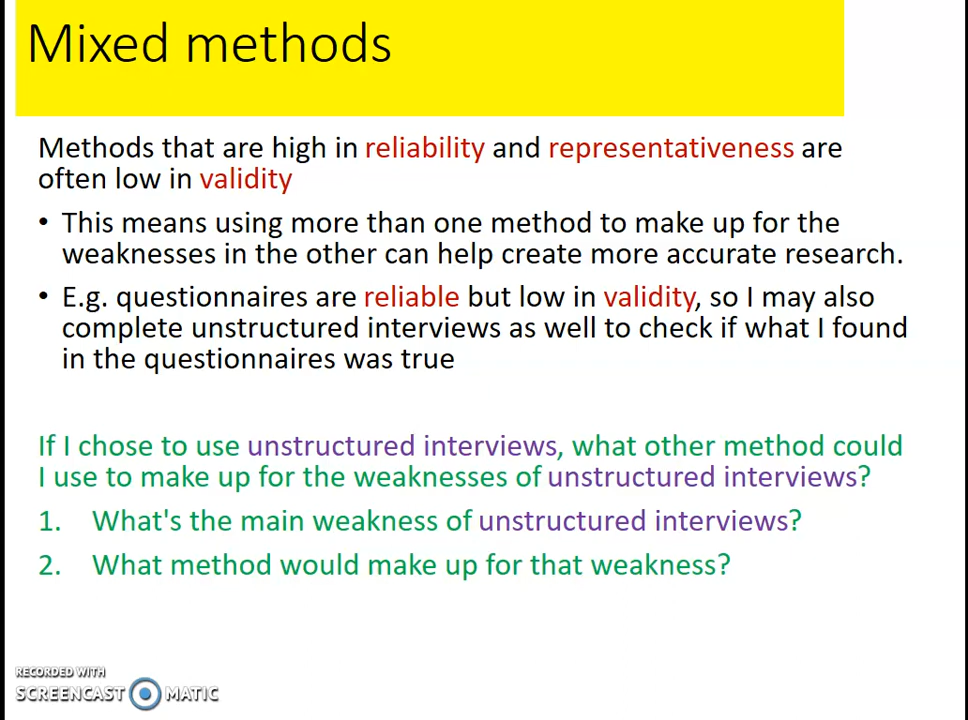 Mixed methods
Methods that are high in reliability and representativeness are
often low in validity
• This means using more than one method to make up for the
weaknesses in the other can help create more accurate research.
• E.g. questionnaires are reliable but low in validity, so I may also
complete unstructured interviews as well to check if what I found
in the questionnaires was true
If I chose to use unstructured interviews, what other method could
I use to make up for the weaknesses of unstructured interviews?
1. What's the main weakness of unstructured interviews?
2. What method would make up for that weakness?
RECORDED WITH
SCREENCAST MATIC